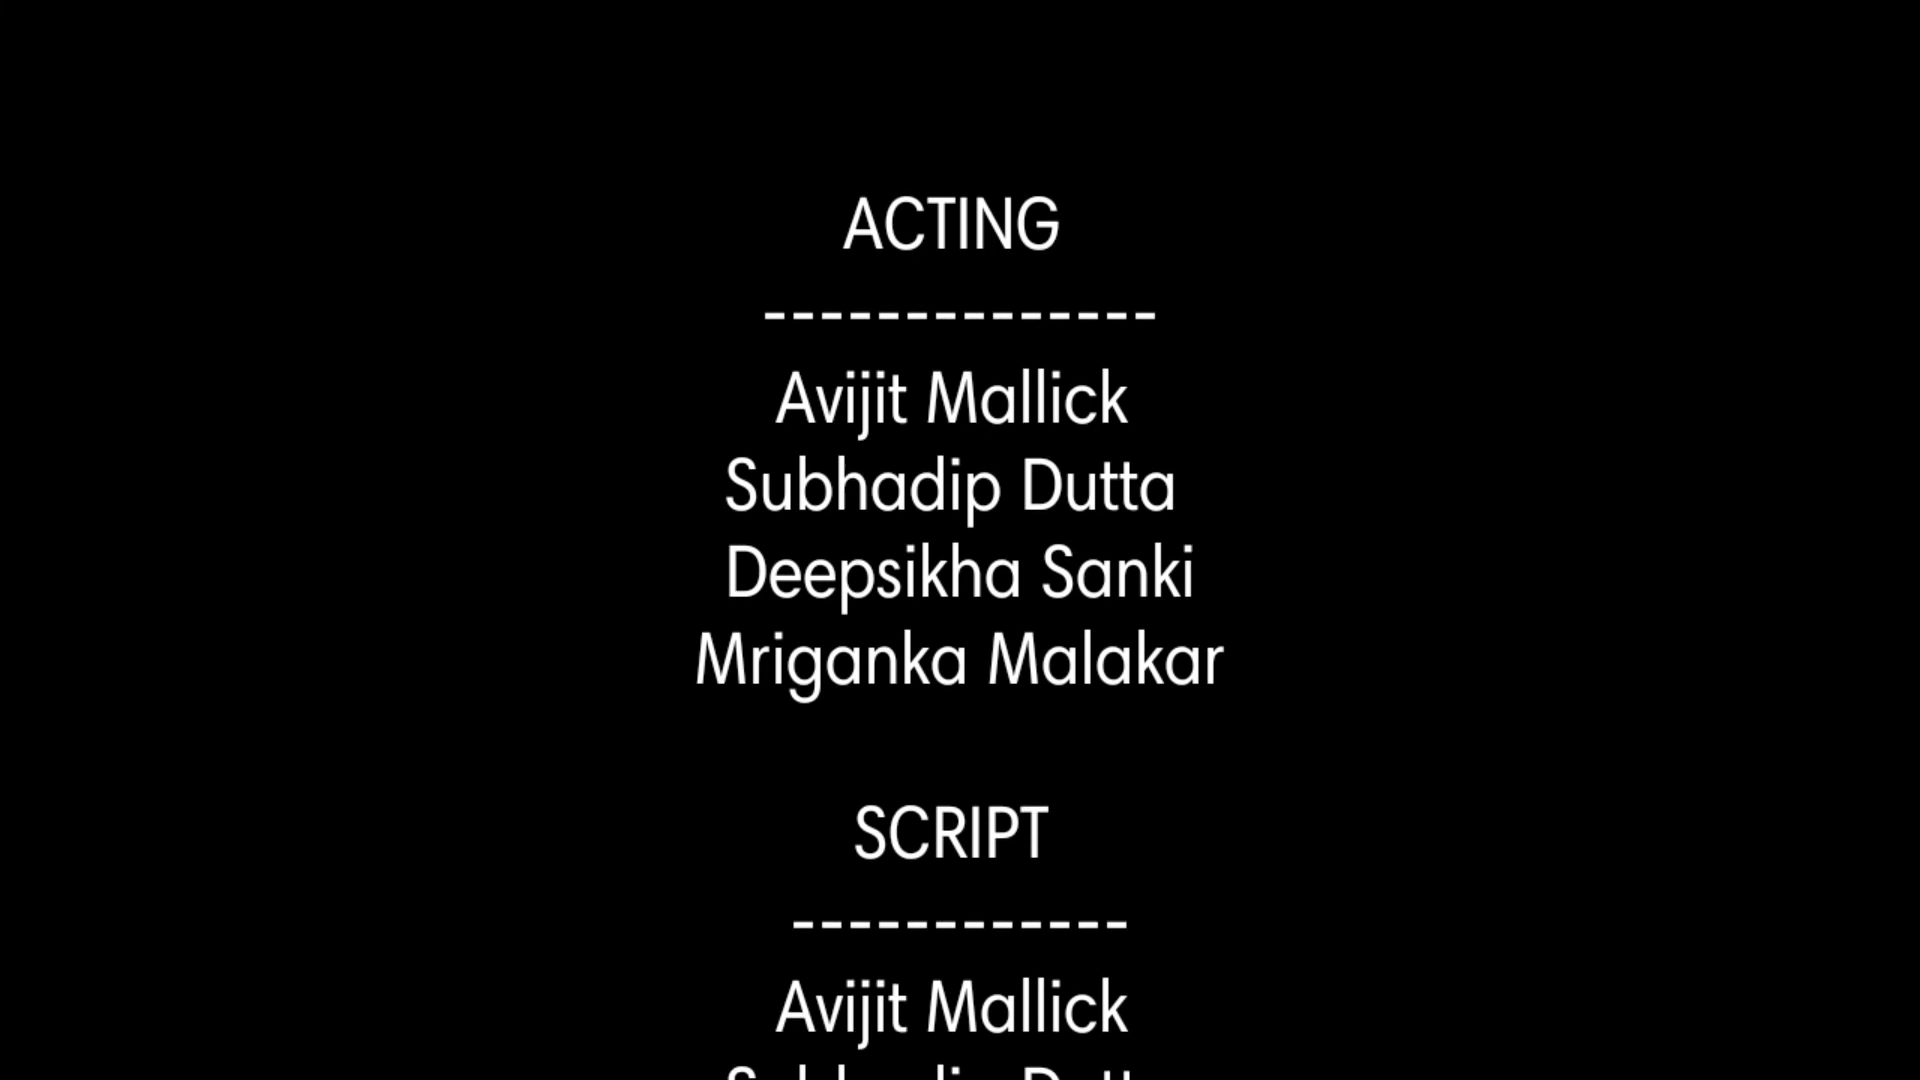 ACTING
--------------
Avijit Mallick
Subhadip Dutta
Deepsikha Sanki
Mriganka Malakar
SCRIPT
------------
Avijit Mallick